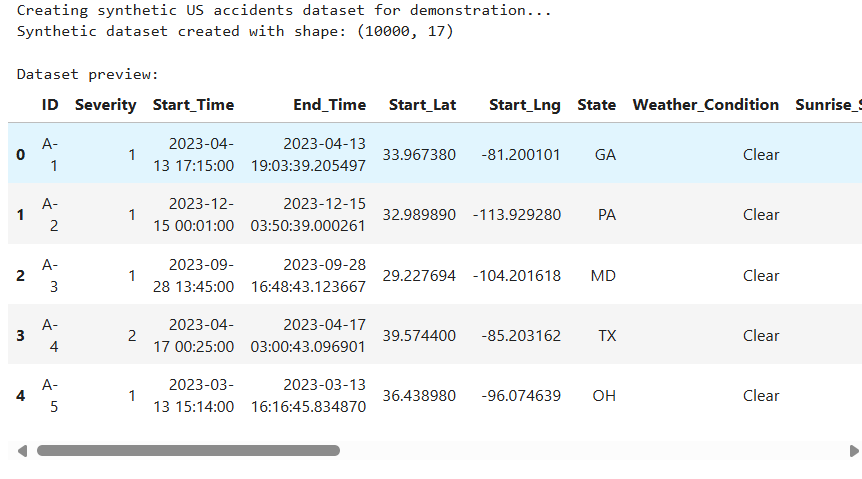 Creating synthetic US accidents dataset for demonstration...
Synthetic dataset created with shape: (10000, 17)
Dataset preview:
ID Severity Start_Time End_Time Start_Lat Start_Lng State Weather_Condition Sunrise_S
0 A-1 1 2023-04-13 17:15:00 2023-04-13 19:03:39.205497 33.967380 -81.200101 GA Clear
1 A-2 1 2023-12-15 00:01:00 2023-12-15 03:50:39.000261 32.989890 -113.929280 PA Clear
2 A-3 1 2023-09-28 13:45:00 2023-09-28 16:48:43.123667 29.227694 -104.201618 MD Clear
3 A-4 2 2023-04-17 00:25:00 2023-04-17 03:00:43.096901 39.574400 -85.203162 TX Clear
4 A-5 1 2023-03-13 15:14:00 2023-03-13 16:16:45.834870 36.438980 -96.074639 OH Clear